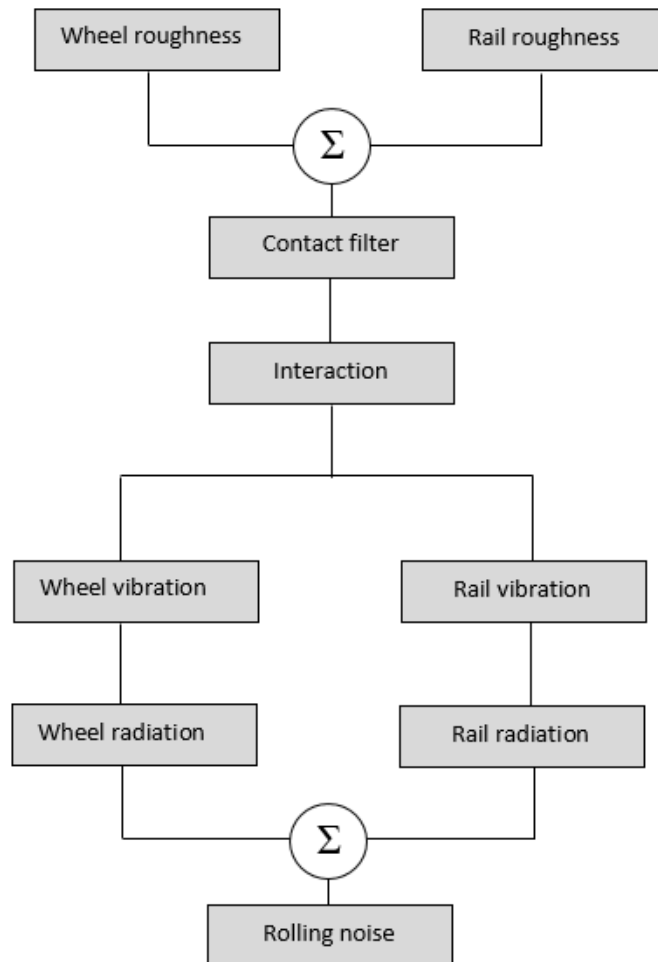 Wheel roughness
Rail roughness
Σ
Contact filter
Interaction
Wheel vibration
Rail vibration
Wheel radiation
Rail radiation
Σ
Rolling noise